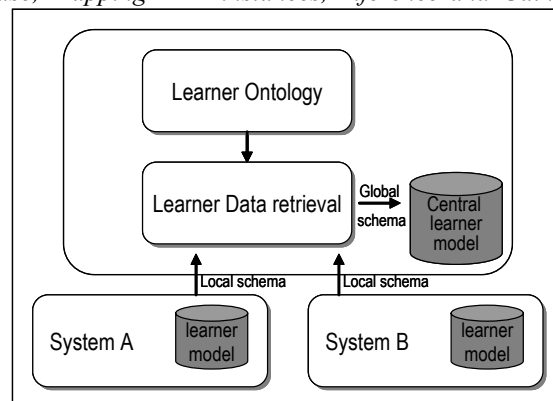 Learner Ontology
Learner Data retrieval
Global
schema
Central
learner
model
Local schema
Local schema
System A
learner
model
System B
learner
model